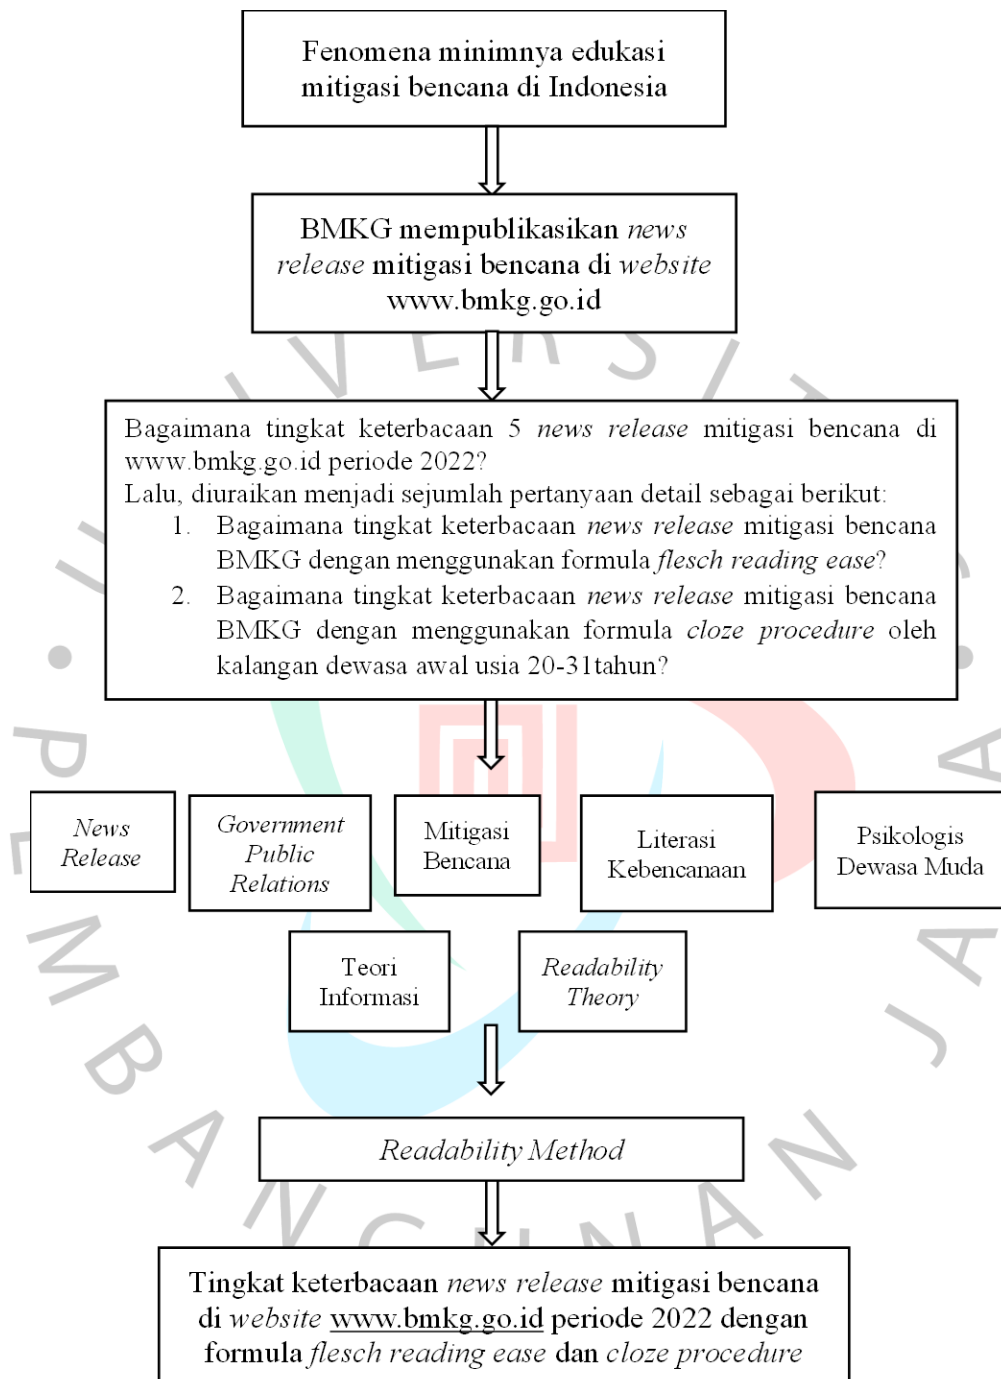 Fenomena minimnya edukasi
mitigasi bencana di Indonesia
BMKG mempublikasikan news
release mitigasi bencana di website
www.bmkg.go.id
Bagaimana tingkat keterbacaan 5 news release mitigasi bencana di
www.bmkg.go.id periode 2022?
Lalu, diuraikan menjadi sejumlah pertanyaan detail sebagai berikut:
1. Bagaimana tingkat keterbacaan news release mitigasi bencana
BMKG dengan menggunakan formula flesch reading ease?
2. Bagaimana tingkat keterbacaan news release mitigasi bencana
BMKG dengan menggunakan formula cloze procedure oleh
kalangan dewasa awal usia 20-31tahun?
News
Release
Government
Public
Relations
Mitigasi
Bencana
Literasi
Kebencanaan
Psikologis
Dewasa Muda
Teori
Informasi
Readability
Theory
Readability Method
Tingkat keterbacaan news release mitigasi bencana
di website www.bmkg.go.id periode 2022 dengan
formula flesch reading ease dan cloze procedure